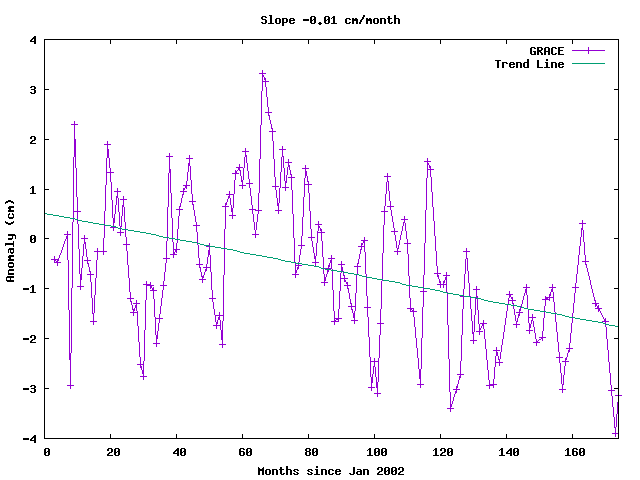 Slope -0.01 cm/month
GRACE
Trend Line
Anomaly (cm)
4
3
2
1
0
-1
-2
-3
-4
0 20 40 60 80 100 120 140 160
Months since Jan 2002